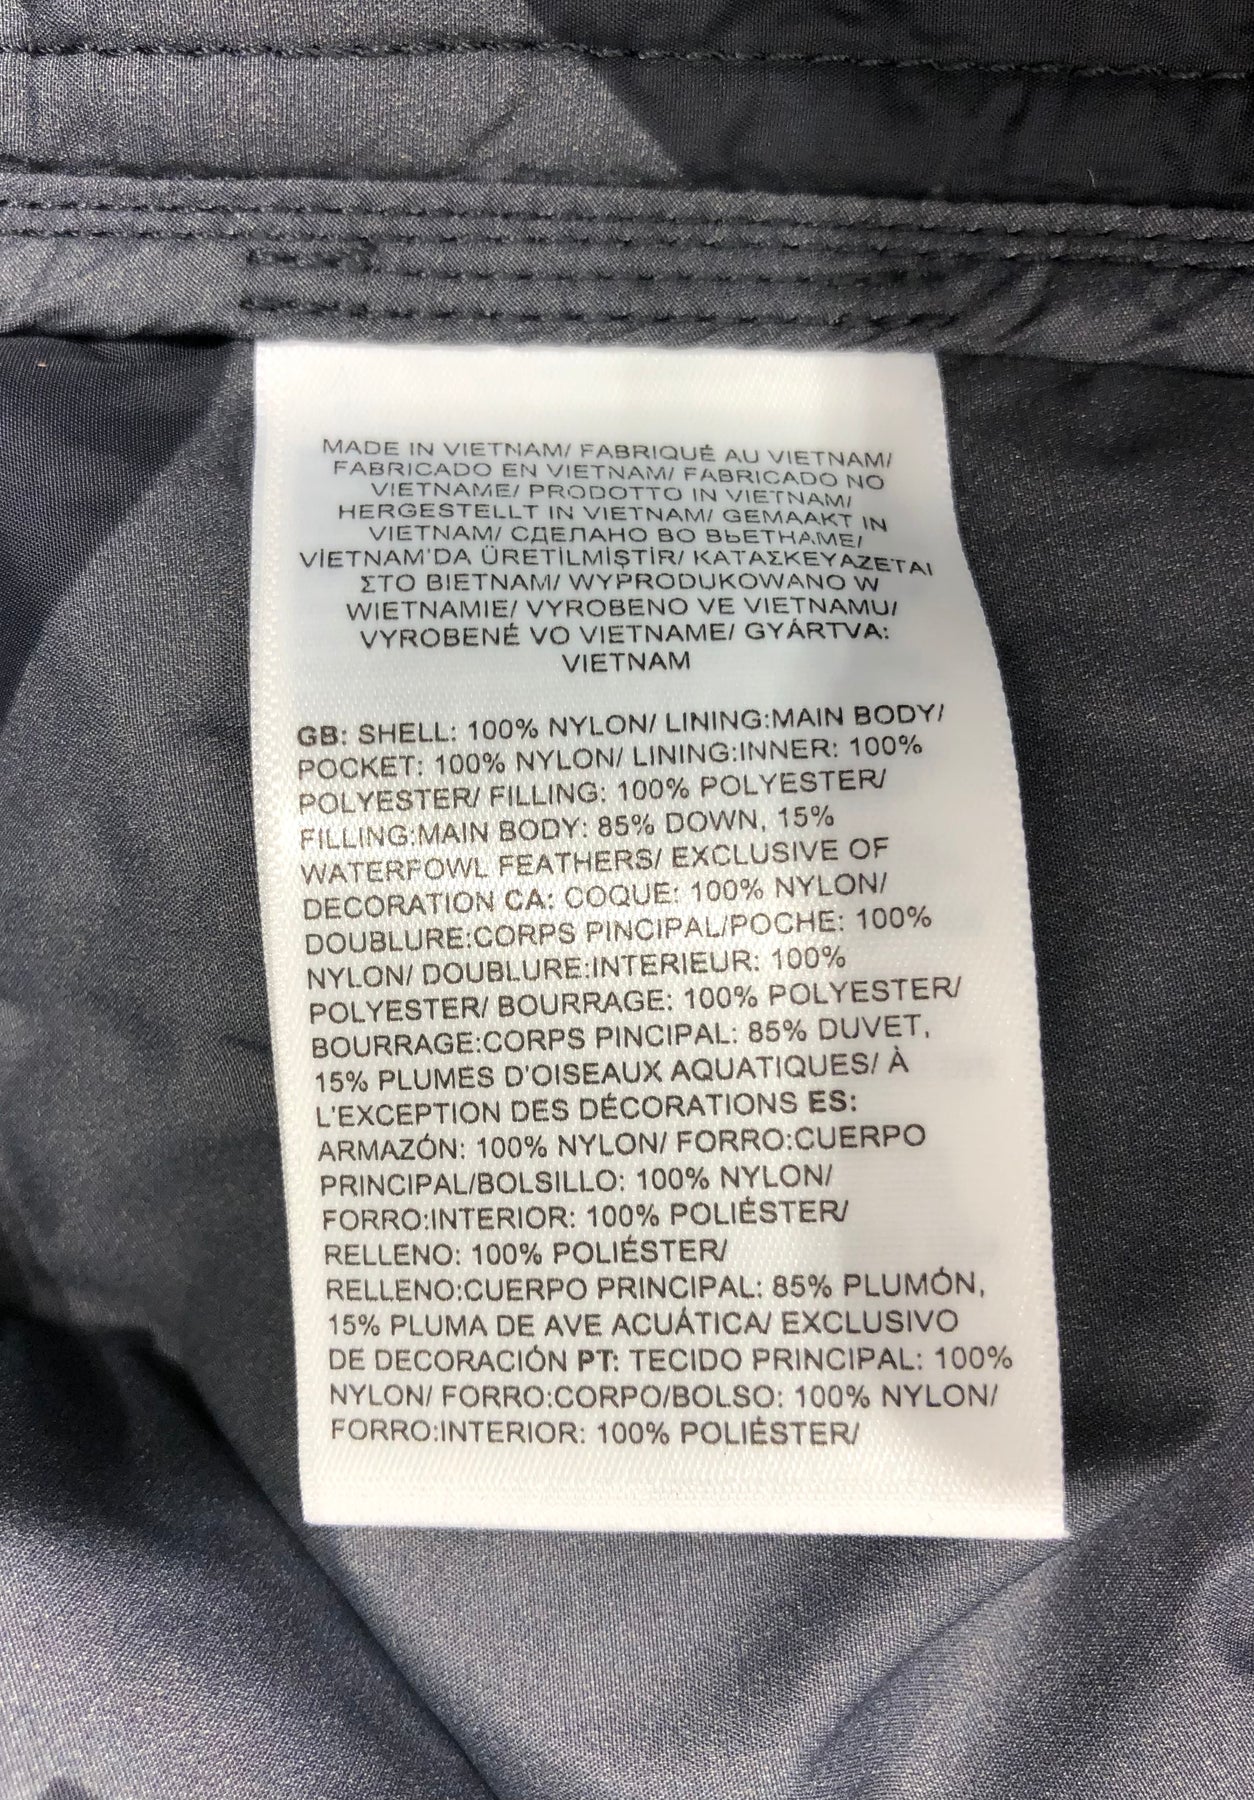 MADE IN VIETNAM/ FABRIQUÉ AU VIETNAM/
FABRICADO EN VIETNAM/ FABRICADO NO
VIETNAME/ PRODOTTO IN VIETNAM/
HERGESTELLT IN VIETNAM/ GEMAAKT IN
VIETNAM/ СДЕЛАНО ВО ВЬЕТНАМЕ/
VİETNAM'DA ÜRETİLMİŞTİR/ ΚΑΤΑΣΚΕΥΑΖΕΤΑΙ
ΣΤΟ ΒΙΕΤΝΑΜ/ WYPRODUKOWANO W
WIETNAMIE/ VYROBENO VE VIETNAMU/
VYROBENÉ VO VIETNAME/ GYÁRTVA:
VIETNAM
GB: SHELL: 100% NYLON/ LINING:MAIN BODY/
POCKET: 100% NYLON/ LINING:INNER: 100%
POLYESTER/ FILLING: 100% POLYESTER/
FILLING:MAIN BODY: 85% DOWN, 15%
WATERFOWL FEATHERS/ EXCLUSIVE OF
DECORATION CA: COQUE: 100% NYLON/
DOUBLURE:CORPS PINCIPAL/POCHE: 100%
NYLON/ DOUBLURE:INTERIEUR: 100%
POLYESTER/ BOURRAGE: 100% POLYESTER/
BOURRAGE:CORPS PINCIPAL: 85% DUVET,
15% PLUMES D'OISEAUX AQUATIQUES/ À
L'EXCEPTION DES DÉCORATIONS ES:
ARMAZÓN: 100% NYLON/ FORRO:CUERPO
PRINCIPAL/BOLSILLO: 100% NYLON/
FORRO:INTERIOR: 100% POLIÉSTER/
RELLENO: 100% POLIÉSTER/
RELLENO:CUERPO PRINCIPAL: 85% PLUMÓN,
15% PLUMA DE AVE ACUÁTICA/ EXCLUSIVO
DE DECORACIÓN PT: TECIDO PRINCIPAL: 100%
NYLON/ FORRO:CORPO/BOLSO: 100% NYLON/
FORRO:INTERIOR: 100% POLIÉSTER/